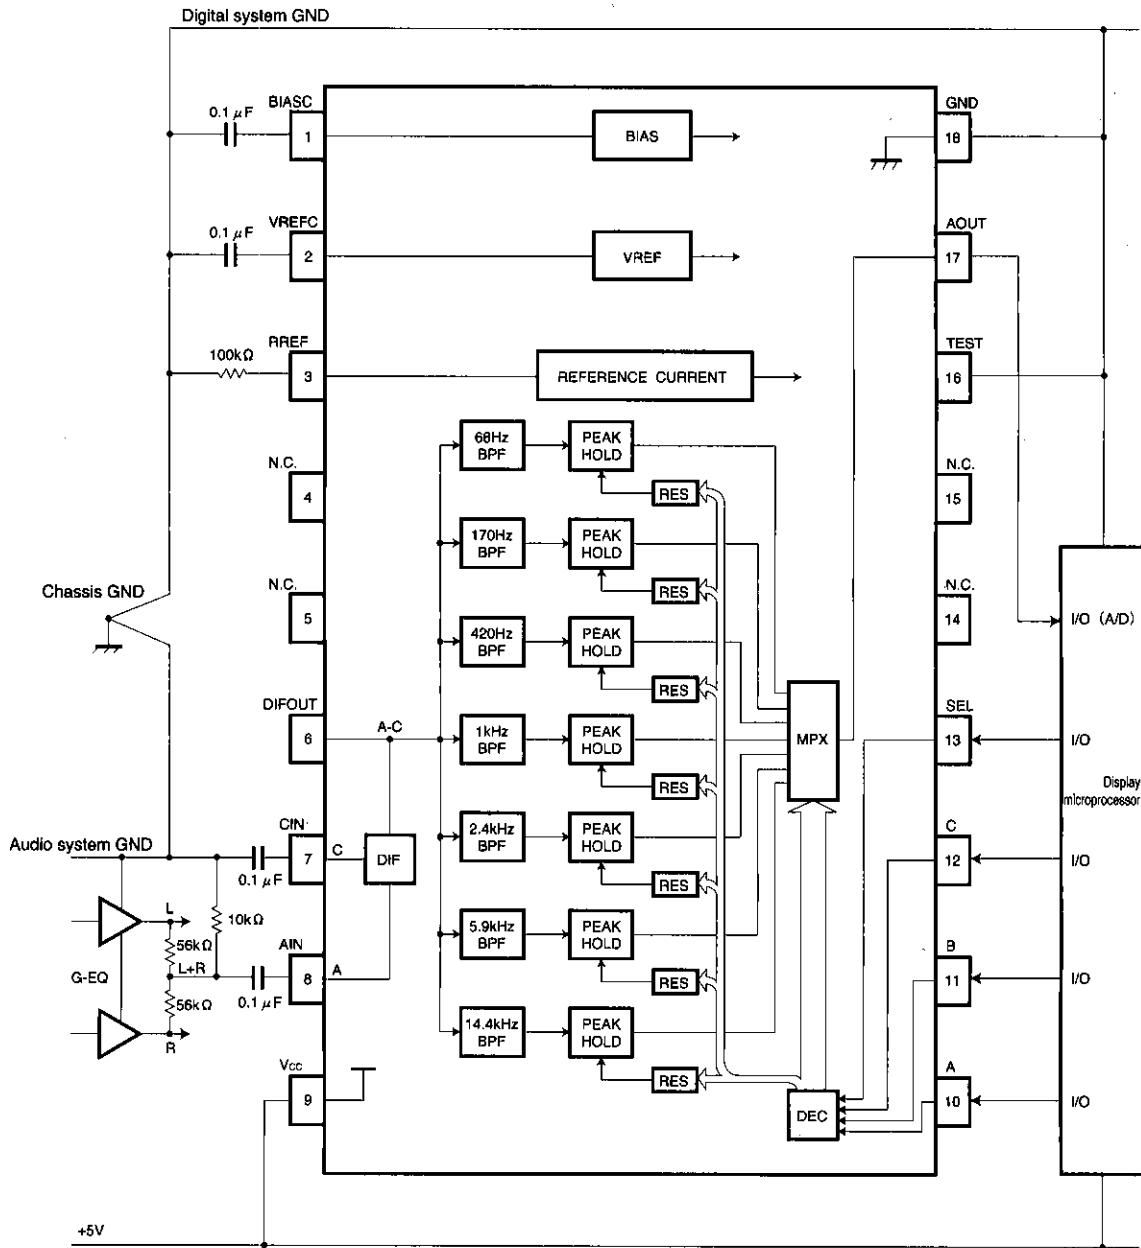 Digital system GND
BIASC
0.1 μF
1
BIAS
GND
18
VREFC
0.1 μF
2
VREF
AOUT
17
RREF
100kΩ
3
REFERENCE CURRENT
TEST
16
68Hz
BPF
PEAK
HOLD
RES
N.C.
4
N.C.
15
170Hz
BPF
PEAK
HOLD
RES
Chassis GND
N.C.
5
N.C.
14
I/O (A/D)
420Hz
BPF
PEAK
HOLD
RES
DIFOUT
6
A-C
1kHz
BPF
PEAK
HOLD
RES
MPX
SEL
13
I/O
Display
microprocessor
Audio system GND
CIN
7
0.1 μF
C
DIF
2.4kHz
BPF
PEAK
HOLD
RES
C
12
I/O
L
10kΩ
56kΩ
L+R
G-EQ
56kΩ
R
AIN
8
0.1 μF
A
5.9kHz
BPF
PEAK
HOLD
RES
B
11
I/O
14.4kHz
BPF
PEAK
HOLD
RES
Vcc
9
DEC
A
10
I/O
+5V